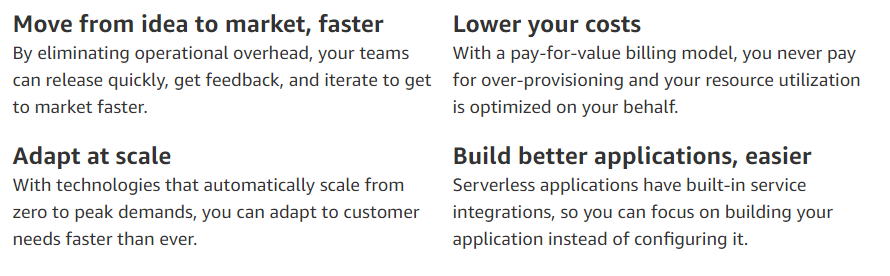 Move from idea to market, faster
By eliminating operational overhead, your teams
can release quickly, get feedback, and iterate to get
to market faster.
Lower your costs
With a pay-for-value billing model, you never pay
for over-provisioning and your resource utilization
is optimized on your behalf.
Adapt at scale
With technologies that automatically scale from
zero to peak demands, you can adapt to customer
needs faster than ever.
Build better applications, easier
Serverless applications have built-in service
integrations, so you can focus on building your
application instead of configuring it.